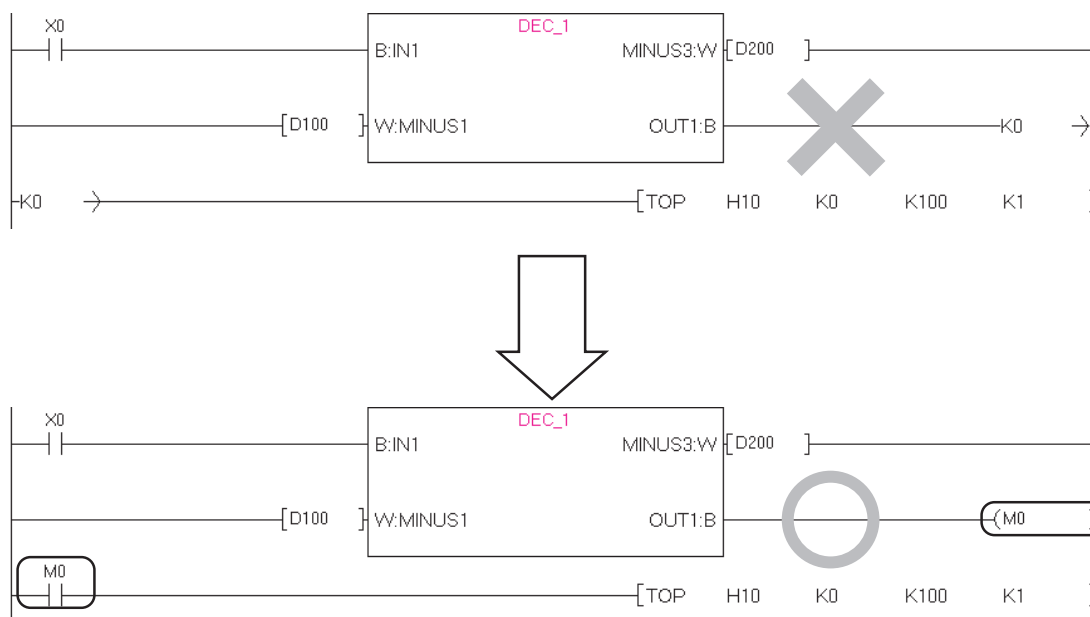 X0 DEC_1
B:IN1 MINUS3:W [D200 ]
[D100 ] W:MINUS1 OUT1:B K0
K0 [TOP H10 K0 K100 K1 ]
X0 DEC_1
B:IN1 MINUS3:W [D200 ]
[D100 ] W:MINUS1 OUT1:B (M0
M0
[TOP H10 K0 K100 K1 ]